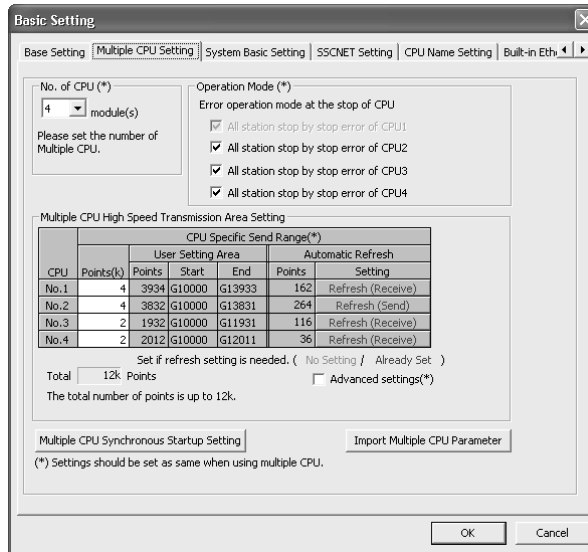 Basic Setting
Base Setting Multiple CPU Setting System Basic Setting SSCNET Setting CPU Name Setting Built-in Eth
No. of CPU (*)
4 module(s)
Please set the number of
Multiple CPU.
Operation Mode (*)
Error operation mode at the stop of CPU
All station stop by stop error of CPU1
All station stop by stop error of CPU2
All station stop by stop error of CPU3
All station stop by stop error of CPU4
Multiple CPU High Speed Transmission Area Setting
CPU Specific Send Range(*)
User Setting Area Automatic Refresh
CPU Points(k) Points Start End Points Setting
No.1 4 3934 G10000 G13933 162 Refresh (Receive)
No.2 4 3832 G10000 G13831 264 Refresh (Send)
No.3 2 1932 G10000 G11931 116 Refresh (Receive)
No.4 2 2012 G10000 G12011 36 Refresh (Receive)
Set if refresh setting is needed. ( No Setting / Already Set )
Total 12k Points
Advanced settings(*)
The total number of points is up to 12k.
Multiple CPU Synchronous Startup Setting
Import Multiple CPU Parameter
(*) Settings should be set as same when using multiple CPU.
OK Cancel